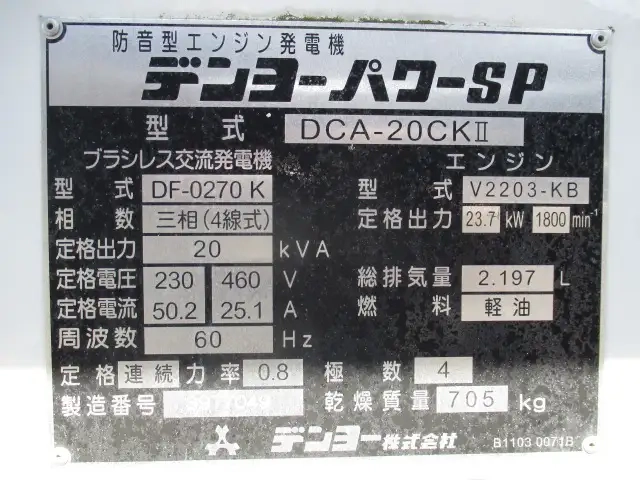 防音型エンジン発電機
デンヨーパワーSP
型式 DCA-20CKⅡ
ブラシレス交流発電機 エンジン
型式 DF-0270 K 型式 V2203-KB
相数 三相(4線式) 定格出力 23.7 kW 1800 min⁻¹
定格出力 20 kVA
定格電圧 230 460 V 総排気量 2.197 L
定格電流 50.2 25.1 A 燃料 軽油
周波数 60 Hz
定格 連続 力率 0.8 極数 4
製造番号 3977049 乾燥質量 705 kg
デンヨー株式会社 B1103 0071B